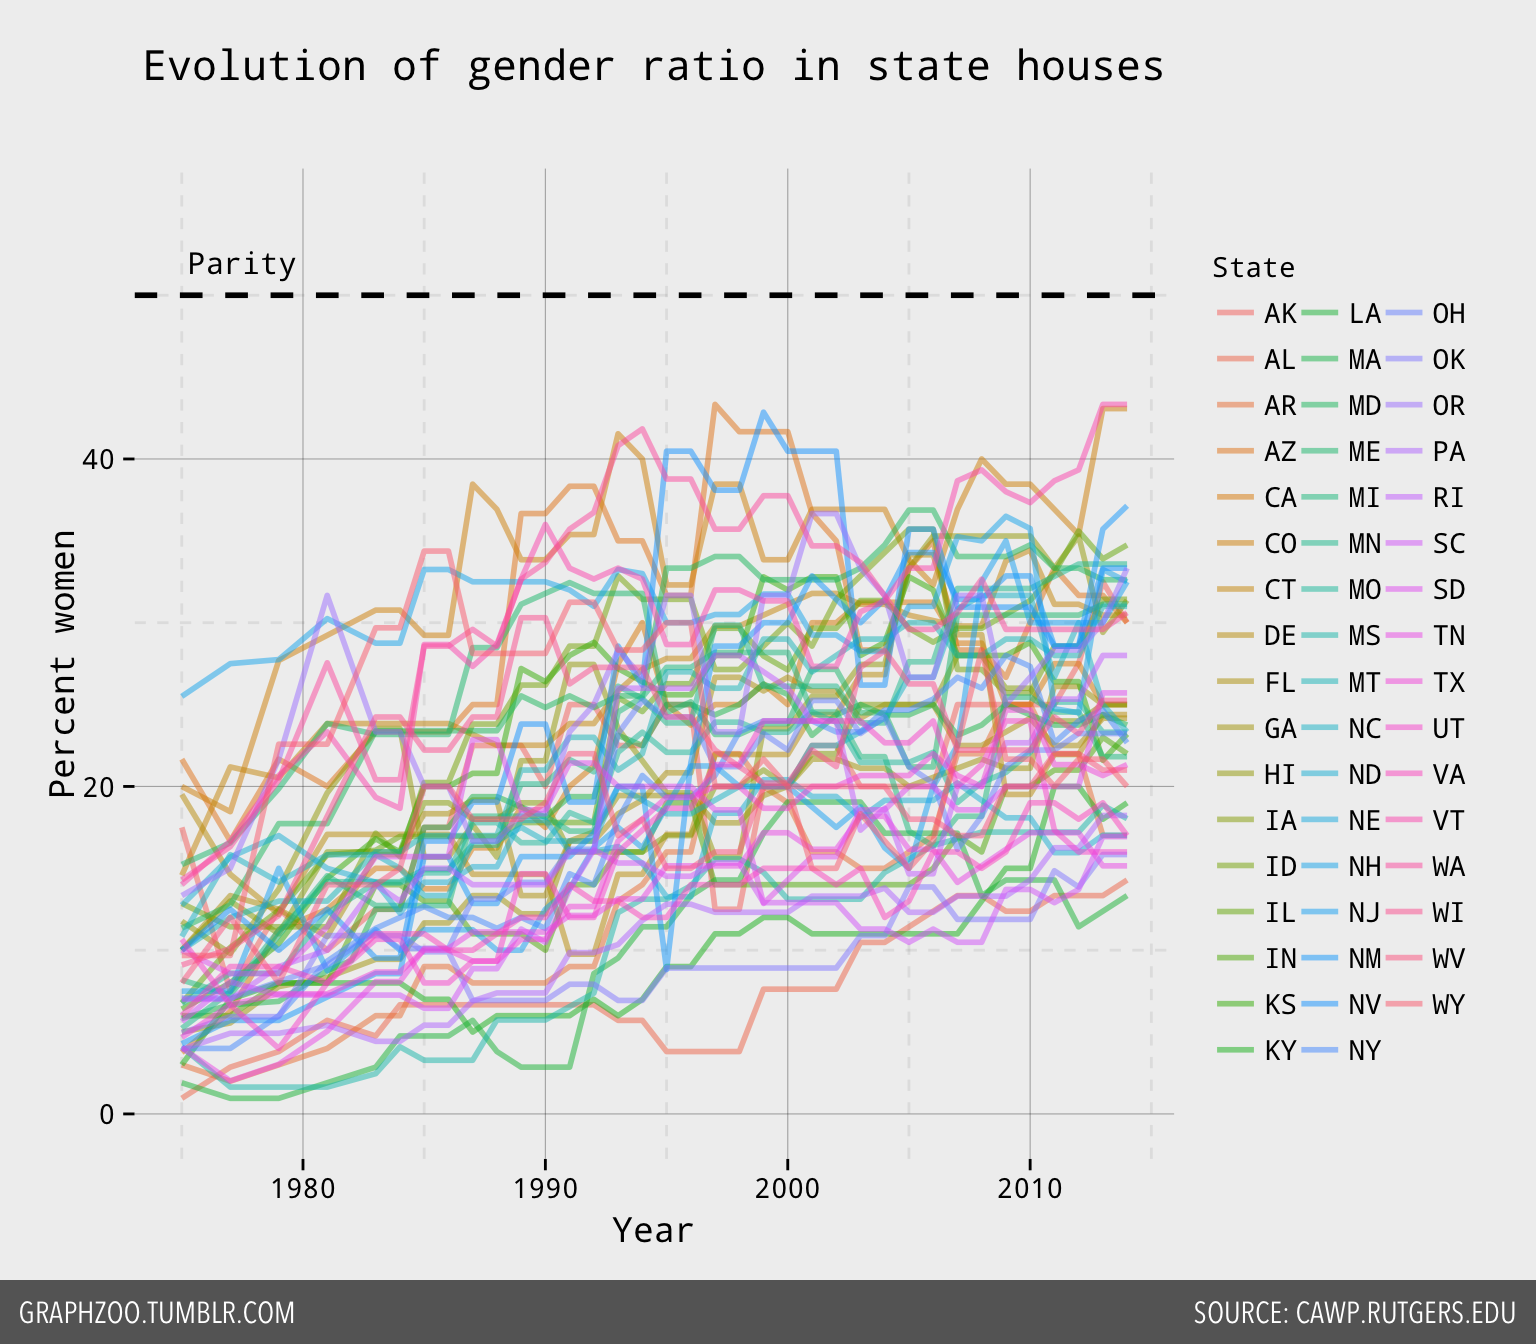 Evolution of gender ratio in state houses
Parity
Percent women
40
20
0
1980 1990 2000 2010
Year
State
AK LA OH
AL MA OK
AR MD OR
AZ ME PA
CA MI RI
CO MN SC
CT MO SD
DE MS TN
FL MT TX
GA NC UT
HI ND VA
IA NE VT
ID NH WA
IL NJ WI
IN NM WV
KS NV WY
KY NY
GRAPHZOO.TUMBLR.COM
SOURCE: CAWP.RUTGERS.EDU